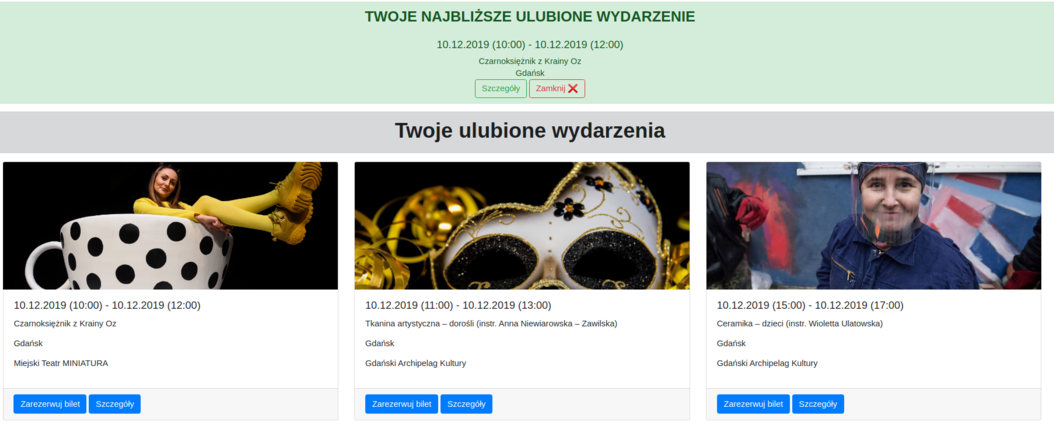 TWOJE NAJBLIŻSZE ULUBIONE WYDARZENIE
10.12.2019 (10:00) - 10.12.2019 (12:00)
Czarnoksiężnik z Krainy Oz
Gdańsk
Szczegóły Zamknij ❌
Twoje ulubione wydarzenia
10.12.2019 (10:00) - 10.12.2019 (12:00)
Czarnoksiężnik z Krainy Oz
Gdańsk
Miejski Teatr MINIATURA
Zarezerwuj bilet Szczegóły
10.12.2019 (11:00) - 10.12.2019 (13:00)
Tkanina artystyczna – dorośli (instr. Anna Niewiarowska – Zawilska)
Gdańsk
Gdański Archipelag Kultury
Zarezerwuj bilet Szczegóły
10.12.2019 (15:00) - 10.12.2019 (17:00)
Ceramika – dzieci (instr. Wioletta Ulatowska)
Gdańsk
Gdański Archipelag Kultury
Zarezerwuj bilet Szczegóły